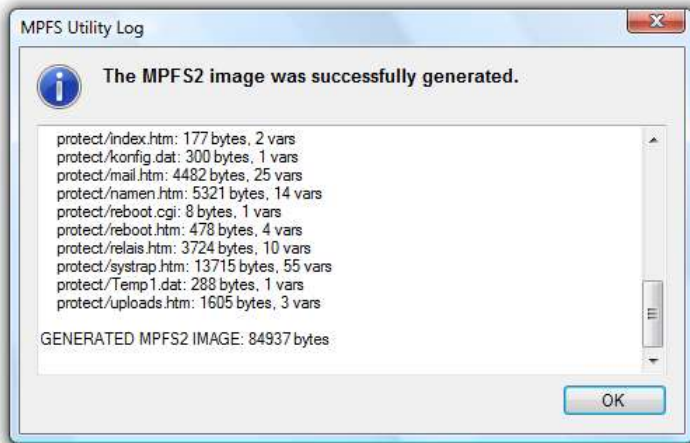 MPFS Utility Log
The MPFS2 image was successfully generated.
protect/index.htm: 177 bytes, 2 vars
protect/konfig.dat: 300 bytes, 1 vars
protect/mail.htm: 4482 bytes, 25 vars
protect/namen.htm: 5321 bytes, 14 vars
protect/reboot.cgi: 8 bytes, 1 vars
protect/reboot.htm: 478 bytes, 4 vars
protect/relais.htm: 3724 bytes, 10 vars
protect/systrap.htm: 13715 bytes, 55 vars
protect/Temp1.dat: 288 bytes, 1 vars
protect/uploads.htm: 1605 bytes, 3 vars
GENERATED MPFS2 IMAGE: 84937 bytes
OK